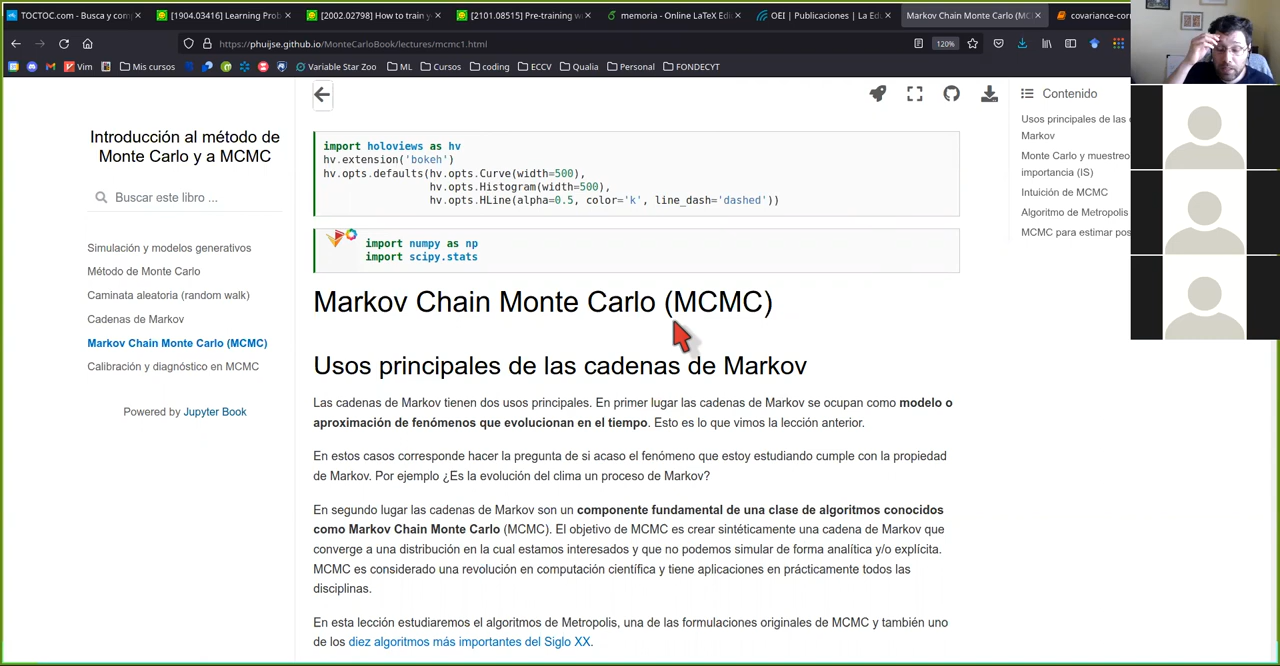 TOCTOC.com - Busca y comp
[1904.03416] Learning Prob
[2002.02798] How to train y
[2101.08515] Pre-training w
memoria - Online LaTeX Edit
OEI | Publicaciones | La Edu
Markov Chain Monte Carlo (MC
covariance-corr
https://phuijse.github.io/MonteCarloBook/lectures/mcmc1.html
120%
Vim
Mis cursos
Variable Star Zoo
ML
Cursos
coding
ECCV
Qualia
Personal
FONDECYT
Introducción al método de
Monte Carlo y a MCMC
Buscar este libro ...
Simulación y modelos generativos
Método de Monte Carlo
Caminata aleatoria (random walk)
Cadenas de Markov
Markov Chain Monte Carlo (MCMC)
Calibración y diagnóstico en MCMC
Powered by Jupyter Book
import holoviews as hv
hv.extension('bokeh')
hv.opts.defaults(hv.opts.Curve(width=500),
hv.opts.Histogram(width=500),
hv.opts.HLine(alpha=0.5, color='k', line_dash='dashed'))
import numpy as np
import scipy.stats
Markov Chain Monte Carlo (MCMC)
Usos principales de las cadenas de Markov
Las cadenas de Markov tienen dos usos principales. En primer lugar las cadenas de Markov se ocupan como modelo o
aproximación de fenómenos que evolucionan en el tiempo. Esto es lo que vimos la lección anterior.
En estos casos corresponde hacer la pregunta de si acaso el fenómeno que estoy estudiando cumple con la propiedad
de Markov. Por ejemplo ¿Es la evolución del clima un proceso de Markov?
En segundo lugar las cadenas de Markov son un componente fundamental de una clase de algoritmos conocidos
como Markov Chain Monte Carlo (MCMC). El objetivo de MCMC es crear sintéticamente una cadena de Markov que
converge a una distribución en la cual estamos interesados y que no podemos simular de forma analítica y/o explícita.
MCMC es considerado una revolución en computación científica y tiene aplicaciones en prácticamente todos las
disciplinas.
En esta lección estudiaremos el algoritmos de Metropolis, una de las formulaciones originales de MCMC y también uno
de los diez algoritmos más importantes del Siglo XX.
Contenido
Usos principales de las
Markov
Monte Carlo y muestreo
importancia (IS)
Intuición de MCMC
Algoritmo de Metropolis
MCMC para estimar pos